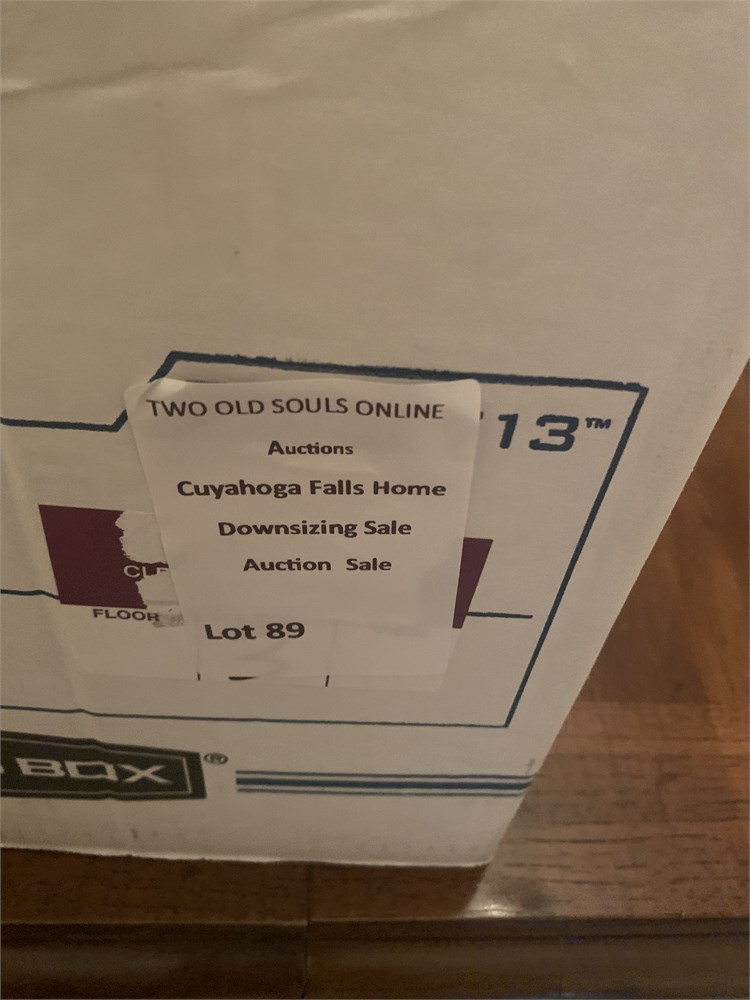 TWO OLD SOULS ONLINE
Auctions
Cuyahoga Falls Home
Downsizing Sale
Auction Sale
Lot 89
13™
FLOOR
BOX®